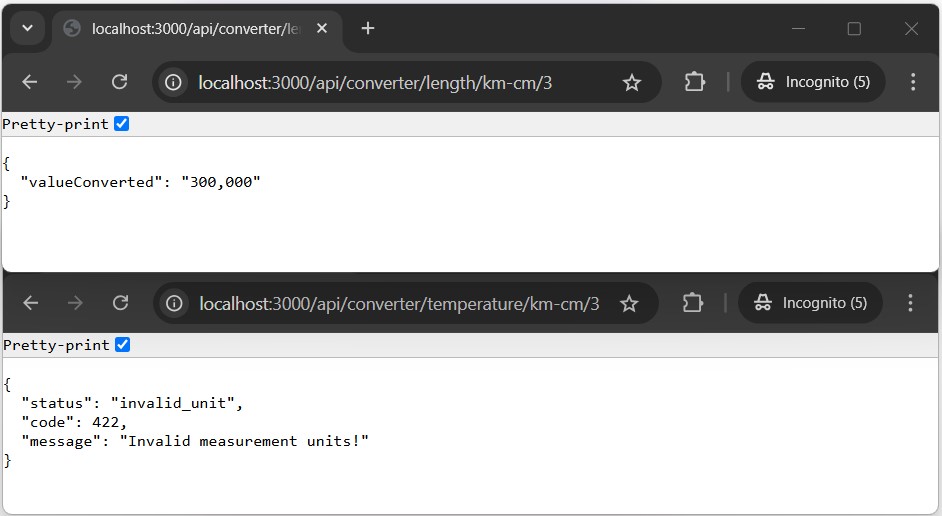 localhost:3000/api/converter/le
localhost:3000/api/converter/length/km-cm/3
Incognito (5)
Pretty-print
{
  "valueConverted": "300,000"
}
localhost:3000/api/converter/temperature/km-cm/3
Incognito (5)
Pretty-print
{
  "status": "invalid_unit",
  "code": 422,
  "message": "Invalid measurement units!"
}